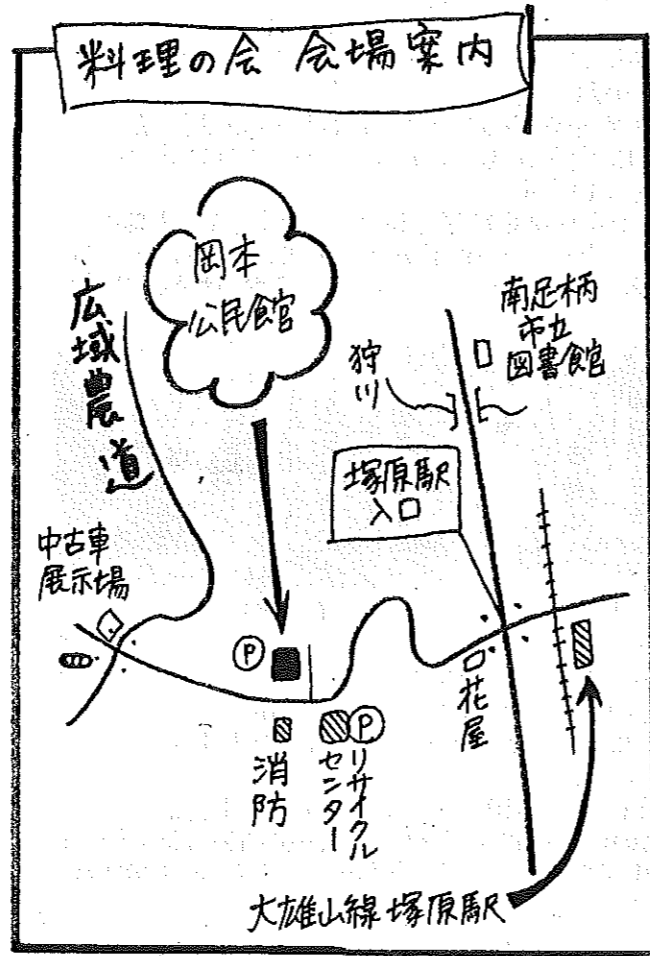 料理の会 会場案内
岡本
公民館
広域農道
南足柄
市立
図書館
狩川
塚原駅
入口
中古車
展示場
P
花屋
P
消防
リサイクル
センター
大雄山線塚原駅